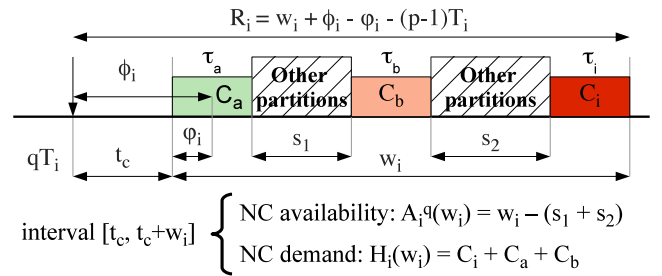 Rᵢ = wᵢ + ϕᵢ - φᵢ - (p-1)Tᵢ
ϕᵢ τₐ Other partitions τ_b Other partitions τᵢ
Cₐ C_b Cᵢ
φᵢ s₁ s₂
qTᵢ t_c wᵢ
interval [t_c, t_c+wᵢ]
NC availability: Aᵢ^q(wᵢ) = wᵢ – (s₁ + s₂)
NC demand: Hᵢ(wᵢ) = Cᵢ + Cₐ + C_b